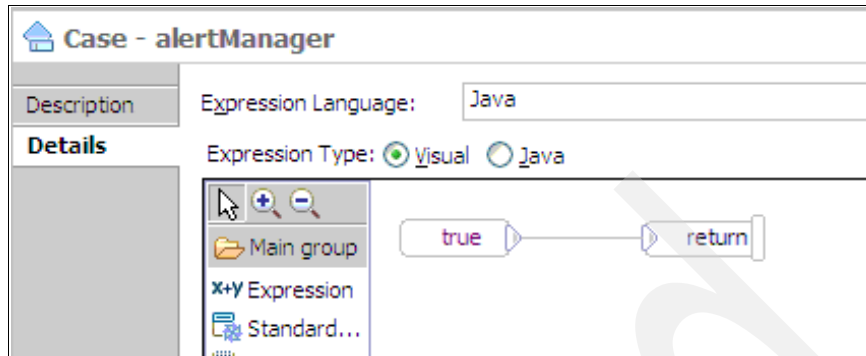 Case - alertManager
Description
Expression Language: Java
Details
Expression Type: Visual Java
Main group
true return
x+y Expression
Standard...